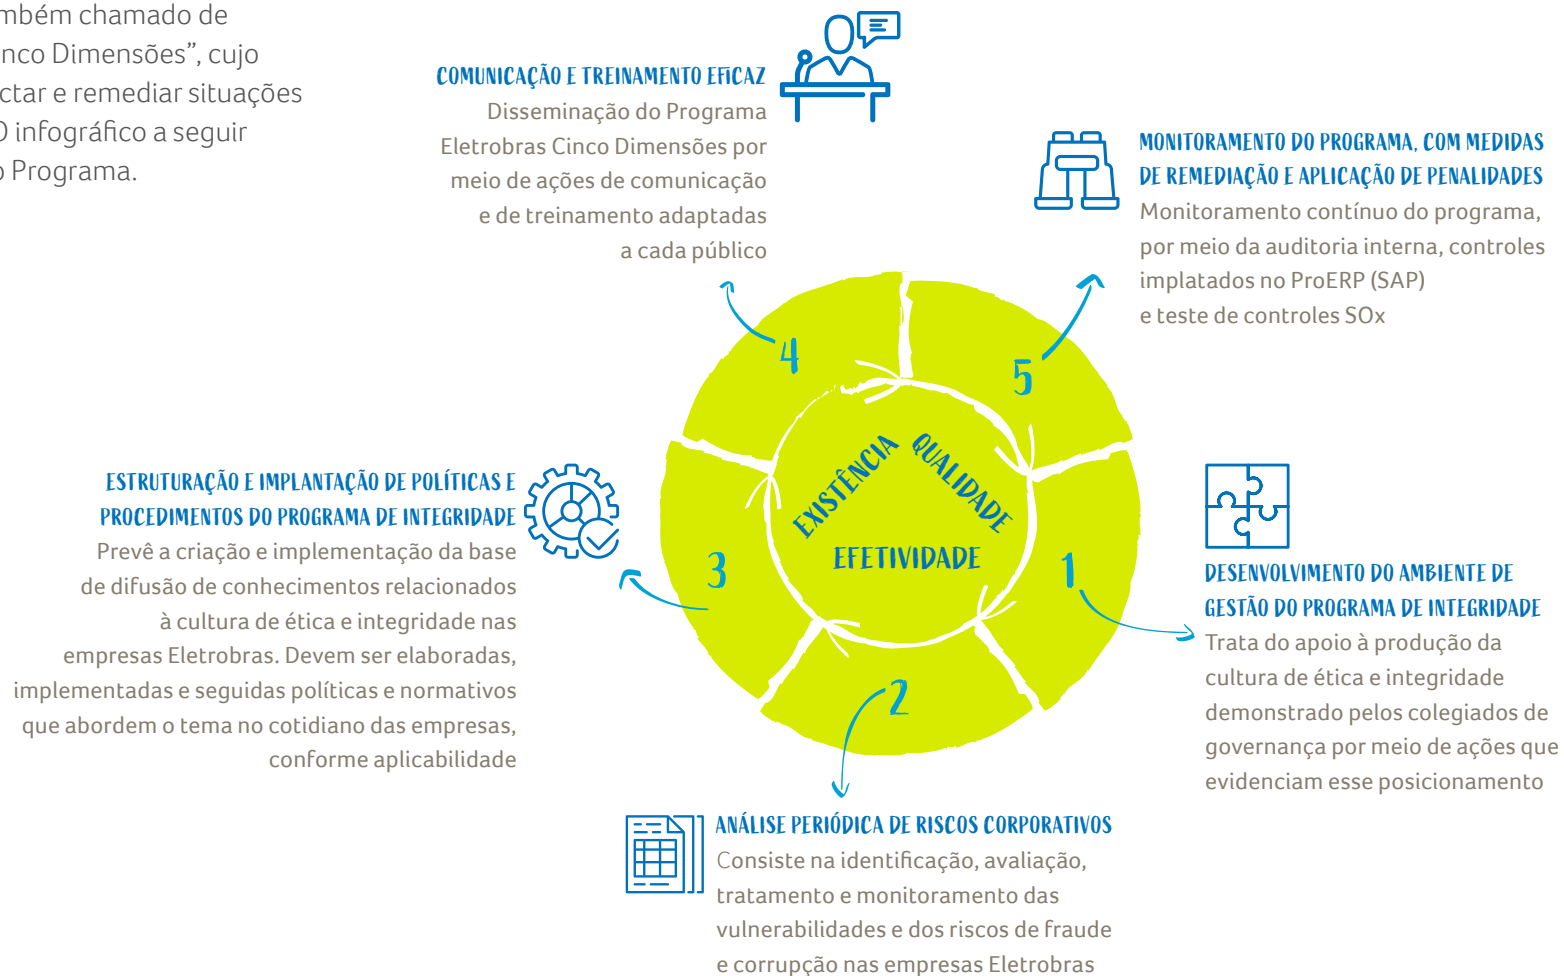 mbém chamado de
nco Dimensões”, cujo
ctar e remediar situações
O infográfico a seguir
o Programa.
COMUNICAÇÃO E TREINAMENTO EFICAZ
Disseminação do Programa
Eletrobras Cinco Dimensões por
meio de ações de comunicação
e de treinamento adaptadas
a cada público
MONITORAMENTO DO PROGRAMA, COM MEDIDAS
DE REMEDIAÇÃO E APLICAÇÃO DE PENALIDADES
Monitoramento contínuo do programa,
por meio da auditoria interna, controles
implatados no ProERP (SAP)
e teste de controles SOx
4
5
EXISTÊNCIA
QUALIDADE
EFETIVIDADE
3
1
2
ESTRUTURAÇÃO E IMPLANTAÇÃO DE POLÍTICAS E
PROCEDIMENTOS DO PROGRAMA DE INTEGRIDADE
Prevê a criação e implementação da base
de difusão de conhecimentos relacionados
à cultura de ética e integridade nas
empresas Eletrobras. Devem ser elaboradas,
implementadas e seguidas políticas e normativos
que abordem o tema no cotidiano das empresas,
conforme aplicabilidade
DESENVOLVIMENTO DO AMBIENTE DE
GESTÃO DO PROGRAMA DE INTEGRIDADE
Trata do apoio à produção da
cultura de ética e integridade
demonstrado pelos colegiados de
governança por meio de ações que
evidenciam esse posicionamento
ANÁLISE PERIÓDICA DE RISCOS CORPORATIVOS
Consiste na identificação, avaliação,
tratamento e monitoramento das
vulnerabilidades e dos riscos de fraude
e corrupção nas empresas Eletrobras